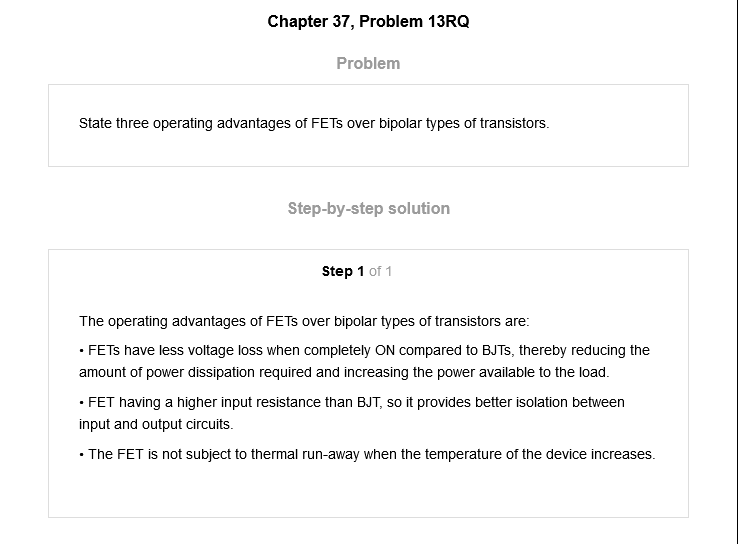 Chapter 37, Problem 13RQ
Problem
State three operating advantages of FETs over bipolar types of transistors.
Step-by-step solution
Step 1 of 1
The operating advantages of FETs over bipolar types of transistors are:
• FETs have less voltage loss when completely ON compared to BJTs, thereby reducing the
amount of power dissipation required and increasing the power available to the load.
• FET having a higher input resistance than BJT, so it provides better isolation between
input and output circuits.
• The FET is not subject to thermal run-away when the temperature of the device increases.